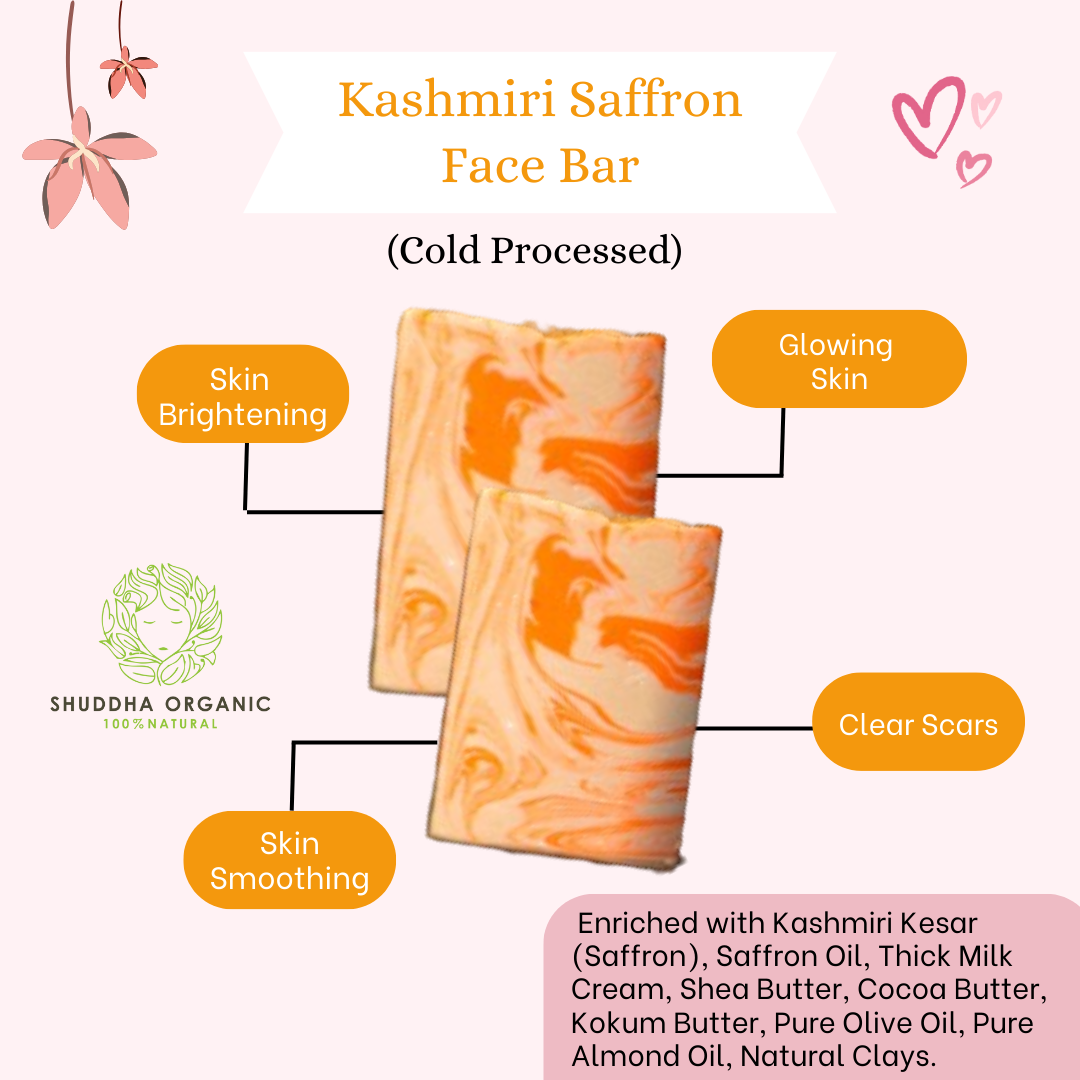 Kashmiri Saffron
Face Bar
(Cold Processed)
Skin
Brightening
Glowing
Skin
SHUDDHA ORGANIC
100%NATURAL
Clear Scars
Skin
Smoothing
Enriched with Kashmiri Kesar
(Saffron), Saffron Oil, Thick Milk
Cream, Shea Butter, Cocoa Butter,
Kokum Butter, Pure Olive Oil, Pure
Almond Oil, Natural Clays.